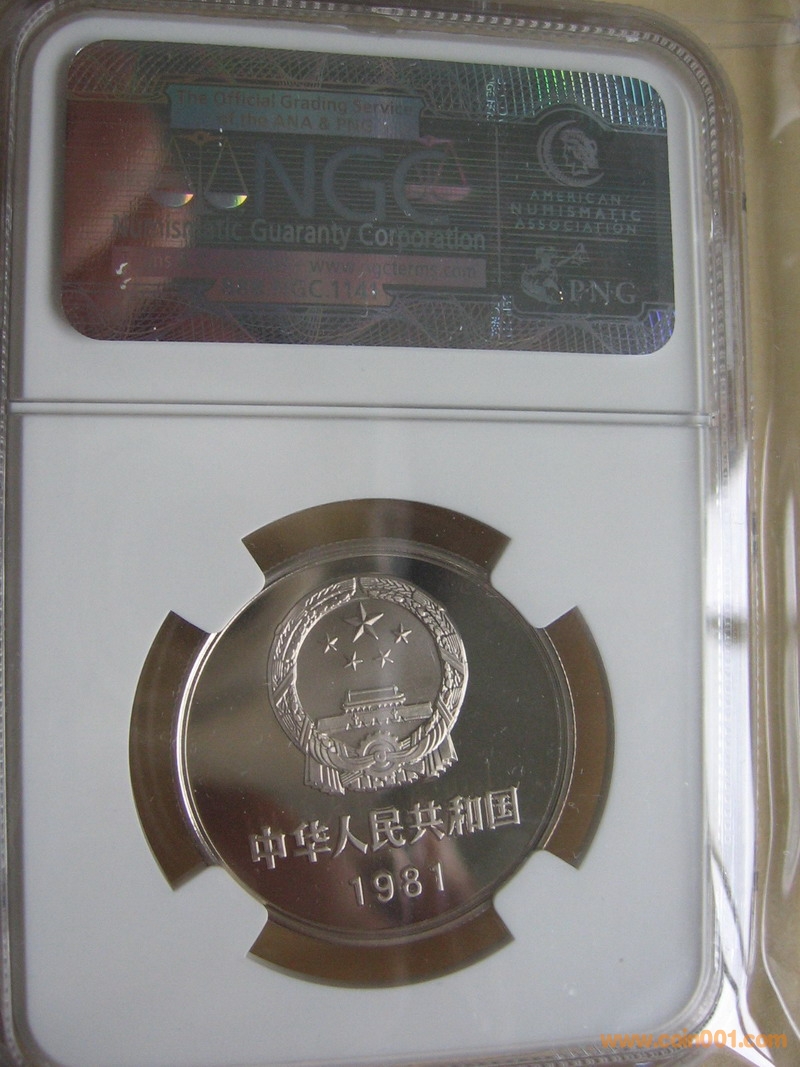 The Official Grading Service
of the ANA & PNG
NGC
Numismatic Guaranty Corporation
www.ngcterms.com
AMERICAN
NUMISMATIC
ASSOCIATION
PNG
中华人民共和国
1981
www.coin001.com